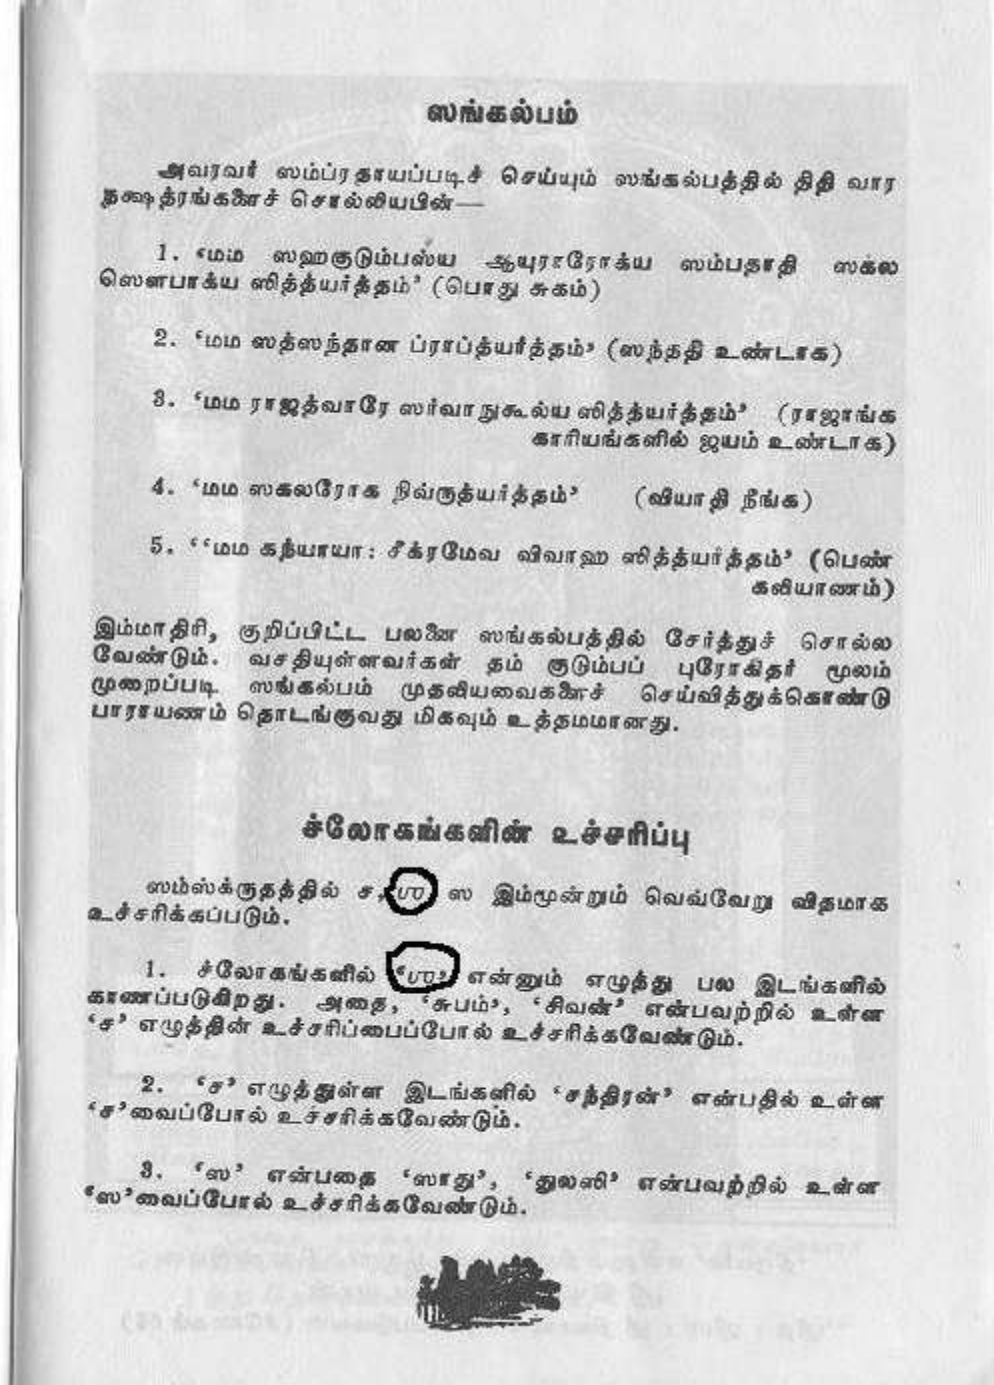 ஸங்கல்பம்
அவரவர் ஸம்ப்ரதாயப்படிச் செய்யும் ஸங்கல்பத்தில் திதி வார
நக்ஷத்ரங்களைச் சொல்லியபின்—
1. ‘மம ஸஹகுடும்பஸ்ய ஆயுராரோக்ய ஸம்பதாதி ஸகல
ஸௌபாக்ய ஸித்த்யர்த்தம்’ (பொது சுகம்)
2. ‘மம ஸத்ஸந்தான ப்ராப்த்யர்த்தம்’ (ஸந்ததி உண்டாக)
3. ‘மம ராஜத்வாரே ஸர்வாநுகூல்ய ஸித்த்யர்த்தம்’ (ராஜாங்க
காரியங்களில் ஜயம் உண்டாக)
4. ‘மம ஸகலரோக நிவ்ருத்யர்த்தம்’ (வியாதி நீங்க)
5. ‘‘மம கந்யாயா: சீக்ரமேவ விவாஹ ஸித்த்யர்த்தம்’ (பெண்
கலியாணம்)
இம்மாதிரி, குறிப்பிட்ட பலனை ஸங்கல்பத்தில் சேர்த்துச் சொல்ல
வேண்டும். வசதியுள்ளவர்கள் தம் குடும்பப் புரோகிதர் மூலம்
முறைப்படி ஸங்கல்பம் முதலியவைகளைச் செய்வித்துக்கொண்டு
பாராயணம் தொடங்குவது மிகவும் உத்தமமானது.
ச்லோகங்களின் உச்சரிப்பு
ஸம்ஸ்க்ருதத்தில் ச, ஶ ஸ இம்மூன்றும் வெவ்வேறு விதமாக
உச்சரிக்கப்படும்.
1. ச்லோகங்களில் ‘ஶ’ என்னும் எழுத்து பல இடங்களில்
காணப்படுகிறது. அதை, ‘சுபம்’, ‘சிவன்’ என்பவற்றில் உள்ள
‘ச’ எழுத்தின் உச்சரிப்பைப்போல் உச்சரிக்கவேண்டும்.
2. ‘ச’ எழுத்துள்ள இடங்களில் ‘சந்திரன்’ என்பதில் உள்ள
‘ச’வைப்போல் உச்சரிக்கவேண்டும்.
3. ‘ஸ’ என்பதை ‘ஸாது’, ‘துலஸி’ என்பவற்றில் உள்ள
‘ஸ’வைப்போல் உச்சரிக்கவேண்டும்.